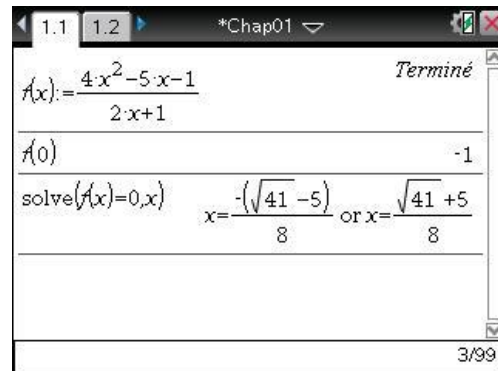 1.1 1.2 *Chap01
f(x):=(4·x²-5·x-1)/(2·x+1) Terminé
f(0) -1
solve(f(x)=0,x) x=-(√41 -5)/8 or x=(√41 +5)/8
3/99